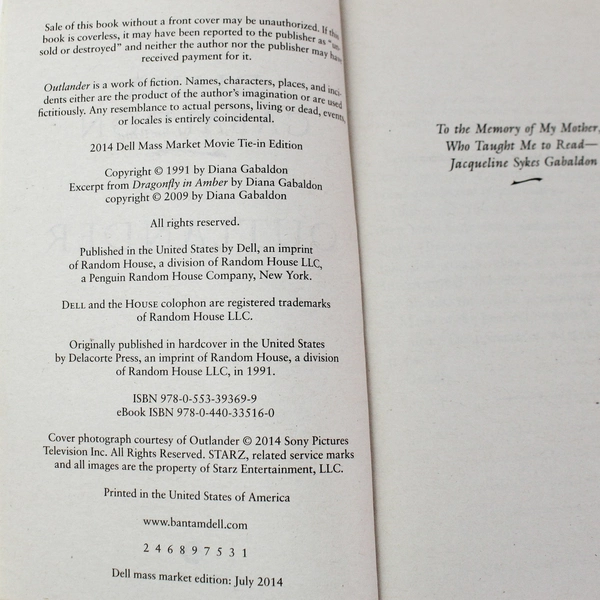 Sale of this book without a front cover may be unauthorized. If this
book is coverless, it may have been reported to the publisher as "un-
sold or destroyed" and neither the author nor the publisher may have
received payment for it.
Outlander is a work of fiction. Names, characters, places, and inci-
dents either are the product of the author's imagination or are used
fictitiously. Any resemblance to actual persons, living or dead, events,
or locales is entirely coincidental.
2014 Dell Mass Market Movie Tie-in Edition
Copyright © 1991 by Diana Gabaldon
Excerpt from Dragonfly in Amber by Diana Gabaldon
copyright © 2009 by Diana Gabaldon
All rights reserved.
Published in the United States by Dell, an imprint
of Random House, a division of Random House LLC,
a Penguin Random House Company, New York.
DELL and the HOUSE colophon are registered trademarks
of Random House LLC.
Originally published in hardcover in the United States
by Delacorte Press, an imprint of Random House, a division
of Random House LLC, in 1991.
ISBN 978-0-553-39369-9
eBook ISBN 978-0-440-33516-0
Cover photograph courtesy of Outlander © 2014 Sony Pictures
Television Inc. All Rights Reserved. STARZ, related service marks
and all images are the property of Starz Entertainment, LLC.
Printed in the United States of America
www.bantamdell.com
2 4 6 8 9 7 5 3 1
Dell mass market edition: July 2014
To the Memory of My Mother,
Who Taught Me to Read—
Jacqueline Sykes Gabaldon